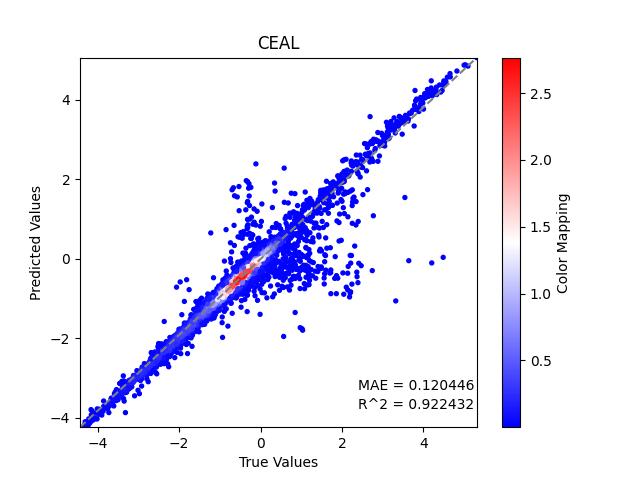 CEAL
Predicted Values
4
2
0
−2
−4
MAE = 0.120446
R^2 = 0.922432
−4
−2
0
2
4
True Values
2.5
2.0
1.5
1.0
0.5
Color Mapping